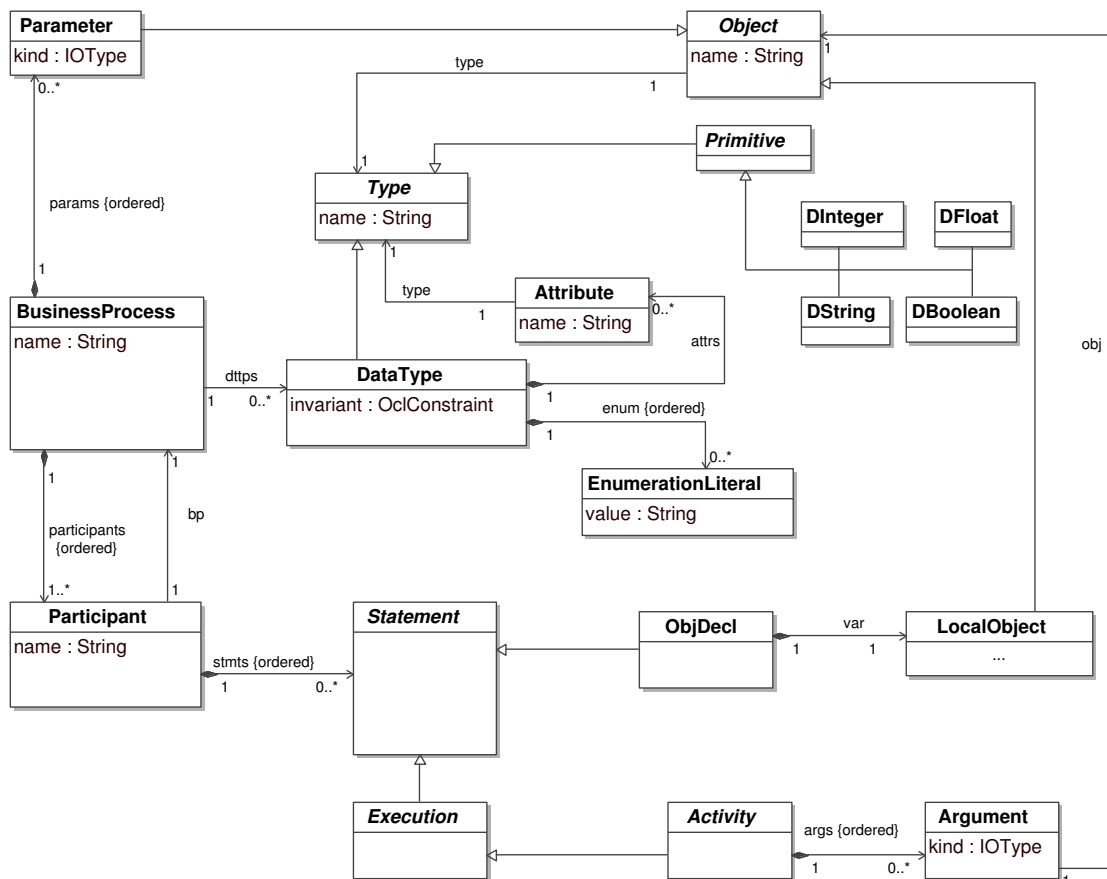 Parameter
kind : IOType
Object
name : String
1
0..*
type
1
Primitive
1
Type
name : String
params {ordered}
DInteger
DFloat
1
1
type
1
Attribute
name : String
0..*
DString
DBoolean
BusinessProcess
name : String
attrs
obj
dttps
1
0..*
DataType
invariant : OclConstraint
1
enum {ordered}
1
0..*
1
1
EnumerationLiteral
value : String
participants
{ordered}
bp
1..*
1
Participant
name : String
Statement
ObjDecl
var
LocalObject
...
1
1
stmts {ordered}
1
0..*
Execution
Activity
args {ordered}
Argument
kind : IOType
1
0..*
1